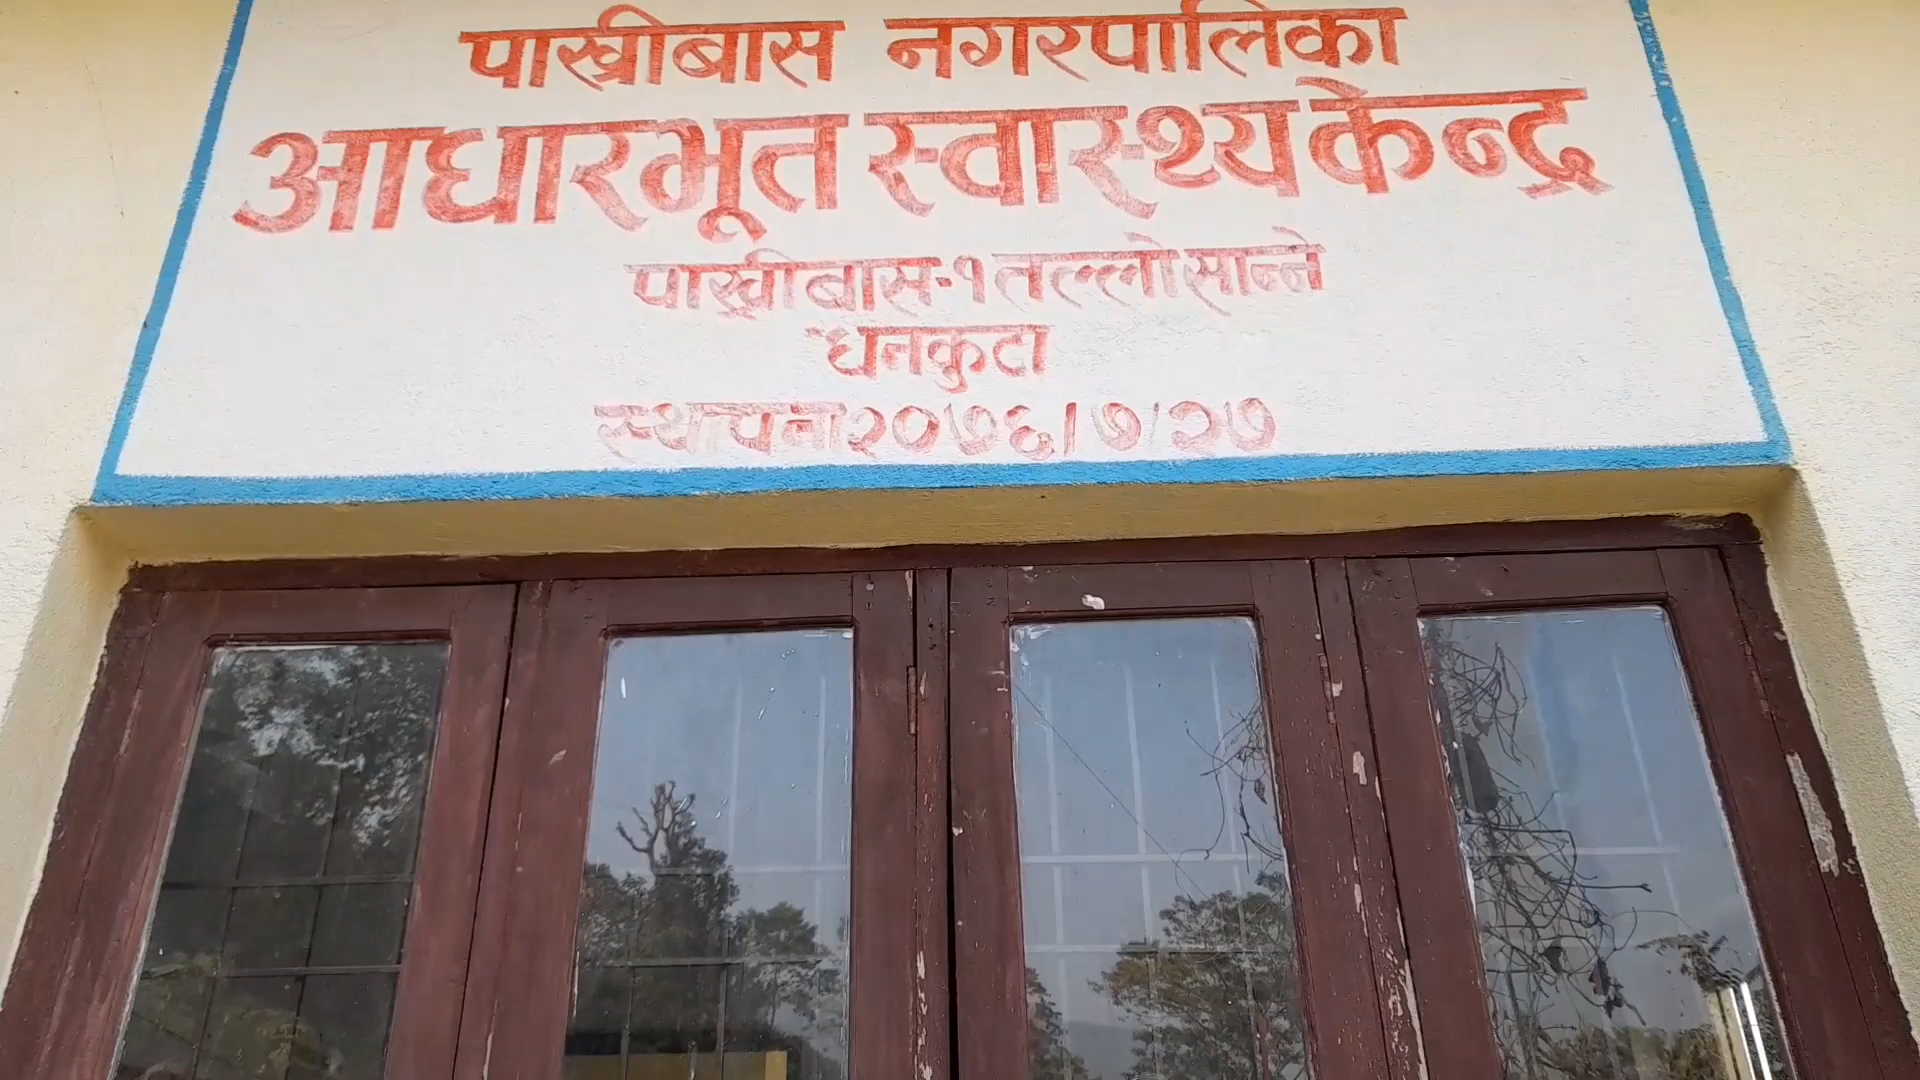 पाख्रीबास नगरपालिका
आधारभूत स्वास्थ्य केन्द्र
पाख्रीबास-१ तल्लो सान्ने
धनकुटा
स्थापना २०७६/७/२७